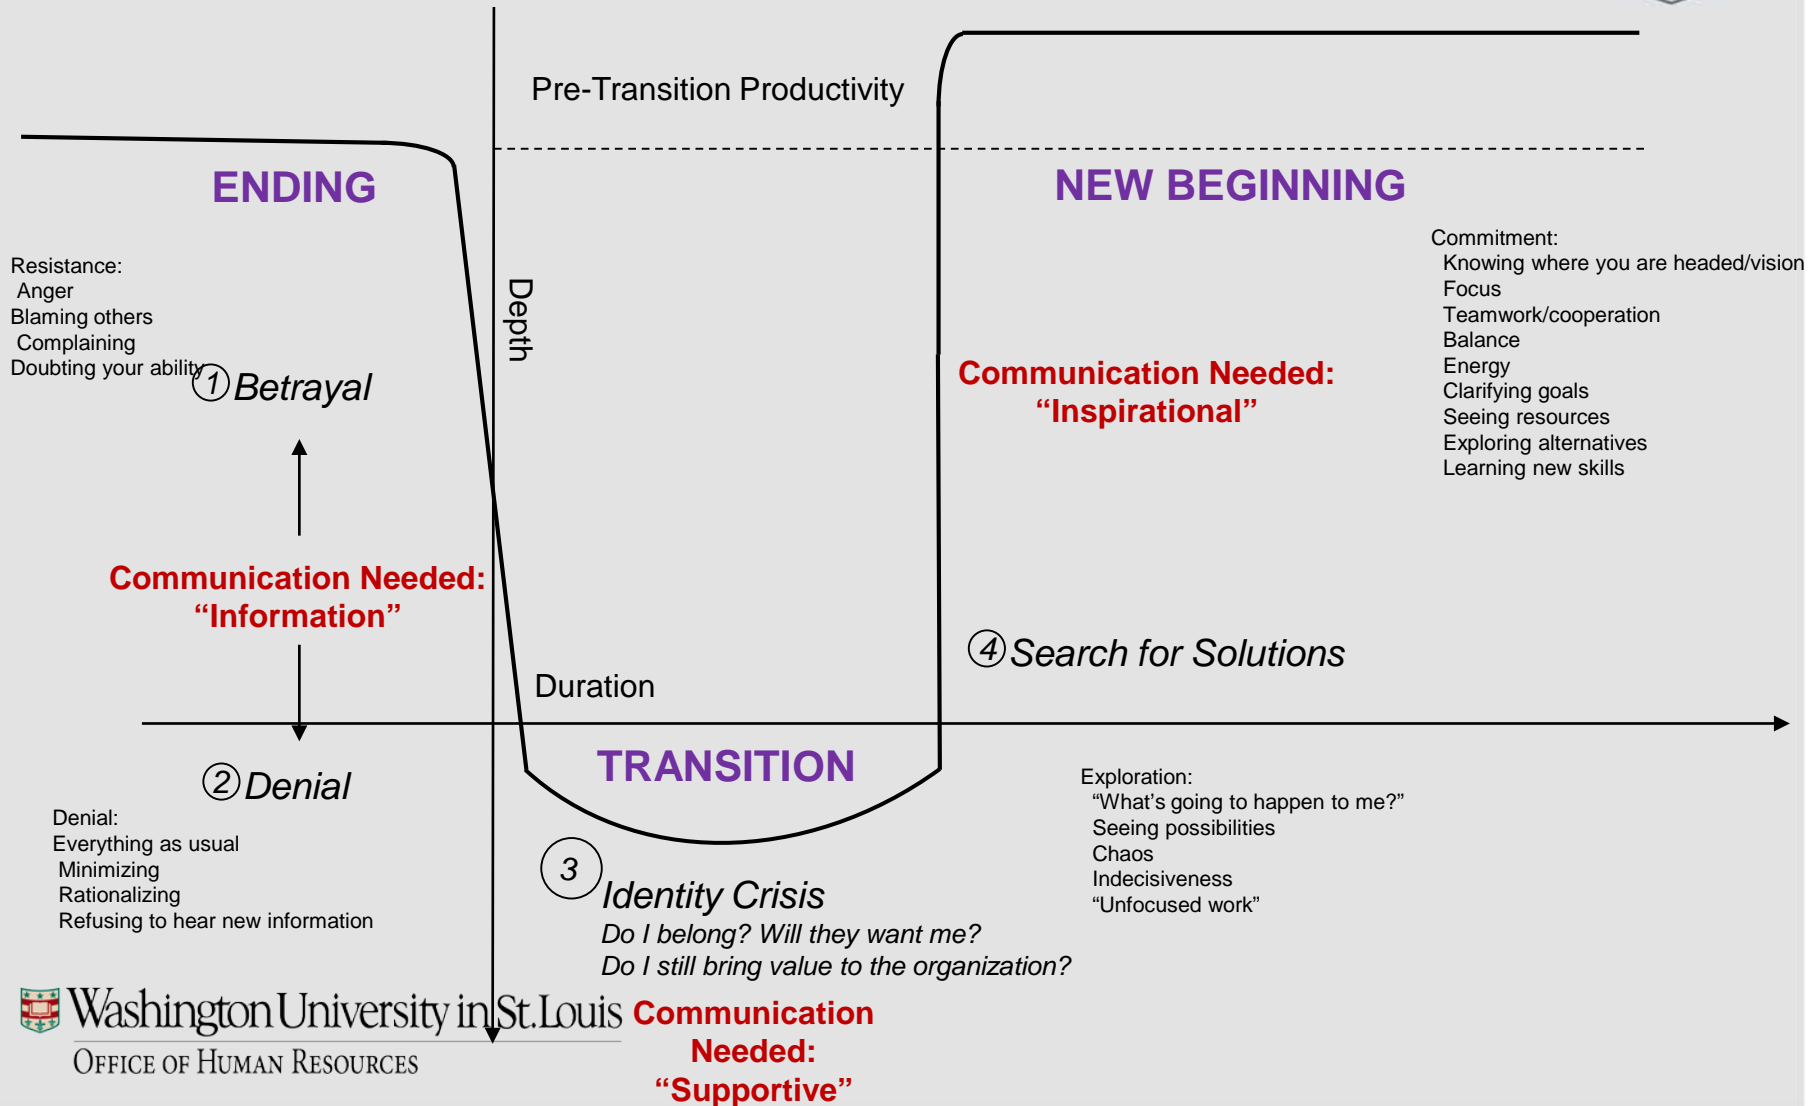 Pre-Transition Productivity
ENDING
NEW BEGINNING
Resistance:
Anger
Blaming others
Complaining
Doubting your ability
1 Betrayal
Depth
Communication Needed:
“Inspirational”
Commitment:
Knowing where you are headed/vision
Focus
Teamwork/cooperation
Balance
Energy
Clarifying goals
Seeing resources
Exploring alternatives
Learning new skills
Communication Needed:
“Information”
4 Search for Solutions
Duration
TRANSITION
2 Denial
Denial:
Everything as usual
Minimizing
Rationalizing
Refusing to hear new information
3
Identity Crisis
Do I belong? Will they want me?
Do I still bring value to the organization?
Exploration:
“What’s going to happen to me?”
Seeing possibilities
Chaos
Indecisiveness
“Unfocused work”
Washington University in St. Louis
OFFICE OF HUMAN RESOURCES
Communication
Needed:
“Supportive”